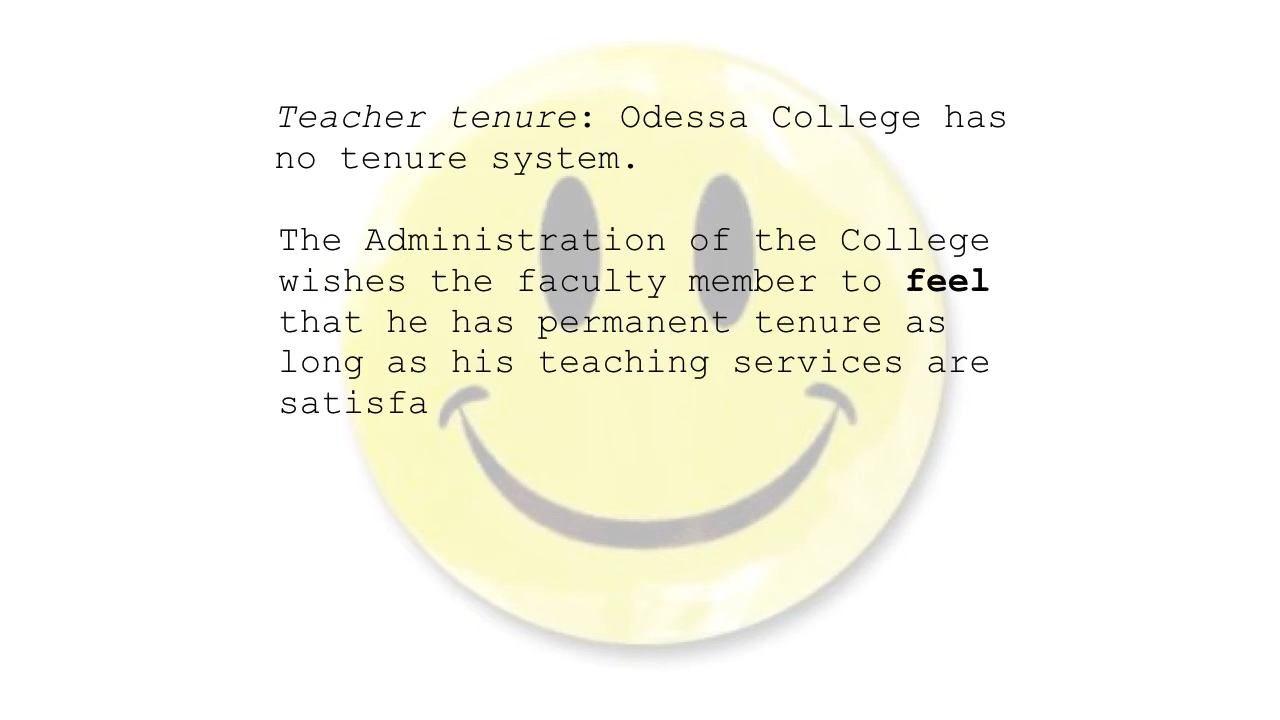 Teacher tenure: Odessa College has
no tenure system.
The Administration of the College
wishes the faculty member to feel
that he has permanent tenure as
long as his teaching services are
satisfa